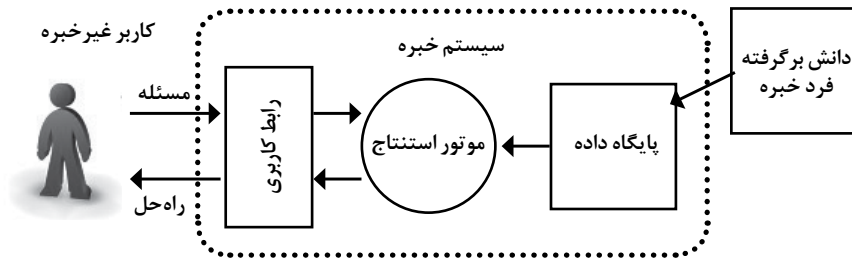 دانش برگرفته
فرد خبره
سیستم خبره
پایگاه داده
موتور استنتاج
رابط کاربری
کاربر غیرخبره
مسئله
راه‌حل